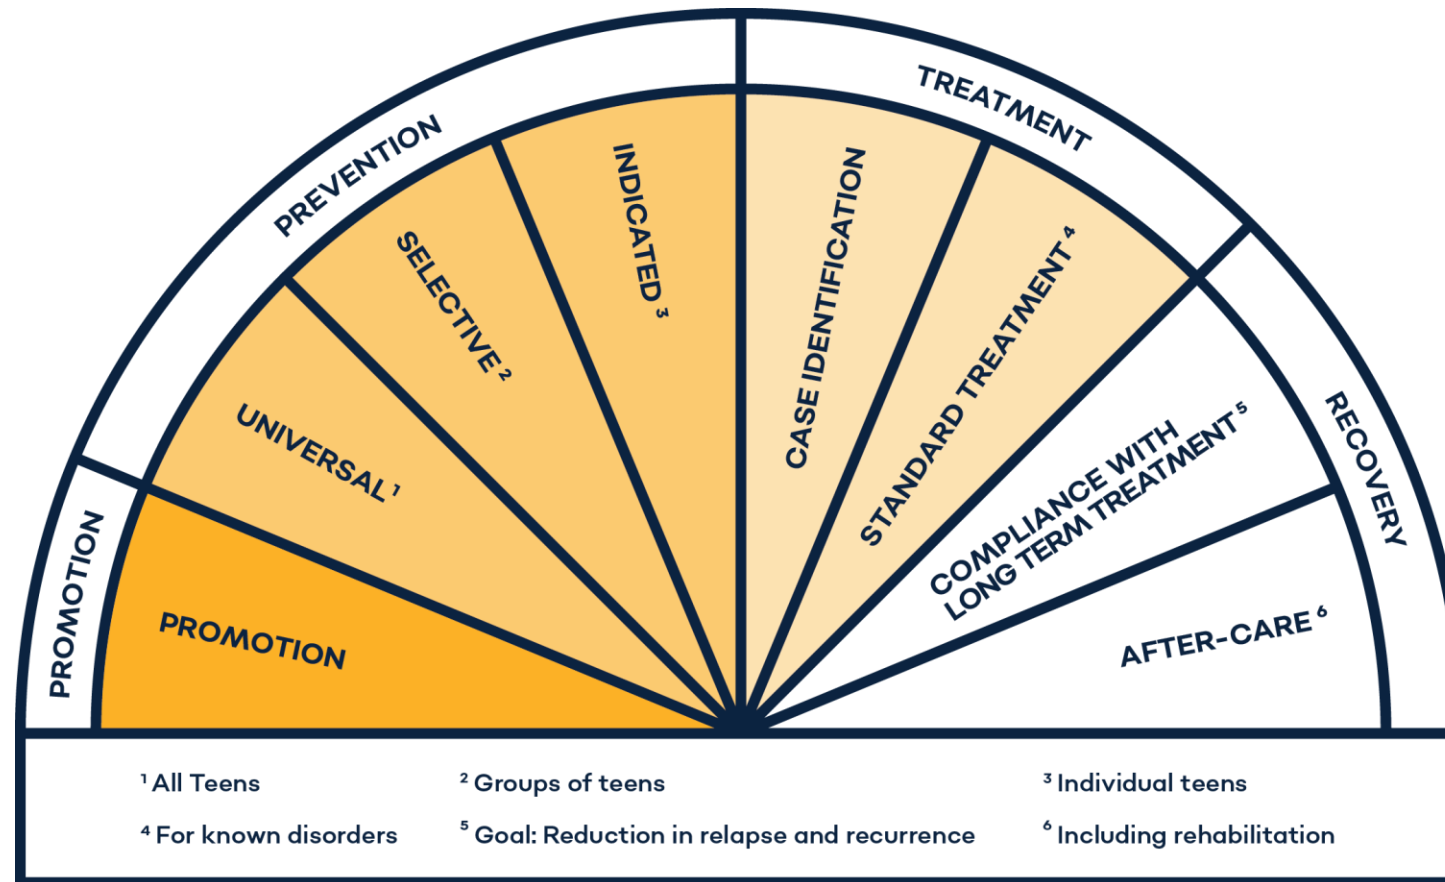 PROMOTION
PREVENTION
TREATMENT
RECOVERY
PROMOTION
UNIVERSAL ¹
SELECTIVE ²
INDICATED ³
CASE IDENTIFICATION
STANDARD TREATMENT ⁴
COMPLIANCE WITH
LONG TERM TREATMENT ⁵
AFTER-CARE ⁶
¹ All Teens
² Groups of teens
³ Individual teens
⁴ For known disorders
⁵ Goal: Reduction in relapse and recurrence
⁶ Including rehabilitation